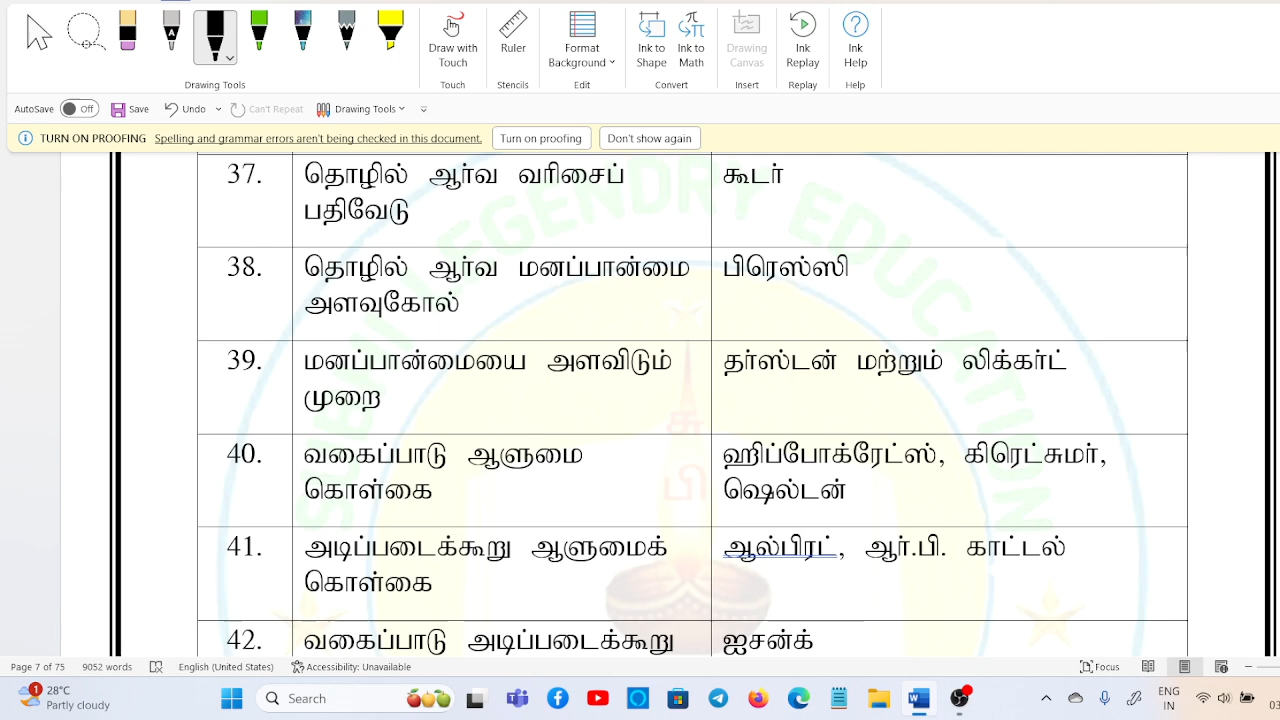 Draw with Touch
Ruler
Format Background
Ink to Shape
Ink to Math
Drawing Canvas
Ink Replay
Ink Help
Drawing Tools
Touch
Stencils
Edit
Convert
Insert
Replay
Help
AutoSave Off Save Undo Can't Repeat Drawing Tools
TURN ON PROOFING Spelling and grammar errors aren't being checked in this document. Turn on proofing Don't show again
37. தொழில் ஆர்வ வரிசைப் கூடர்
பதிவேடு
38. தொழில் ஆர்வ மனப்பான்மை பிரெஸ்ஸி
அளவுகோல்
39. மனப்பான்மையை அளவிடும் தர்ஸ்டன் மற்றும் லிக்கர்ட்
முறை
40. வகைப்பாடு ஆளுமை ஹிப்போக்ரேட்ஸ், கிரெட்சுமர்,
கொள்கை ஷெல்டன்
41. அடிப்படைக்கூறு ஆளுமைக் ஆல்பிரட், ஆர்.பி. காட்டல்
கொள்கை
42. வகைப்பாடு அடிப்படைக்கூறு ஐசன்க்
சுபி
LEGENDRY EDUCATION
Page 7 of 75 9052 words English (United States) Accessibility: Unavailable Focus
1 28°C
Partly cloudy
Search
ENG
IN